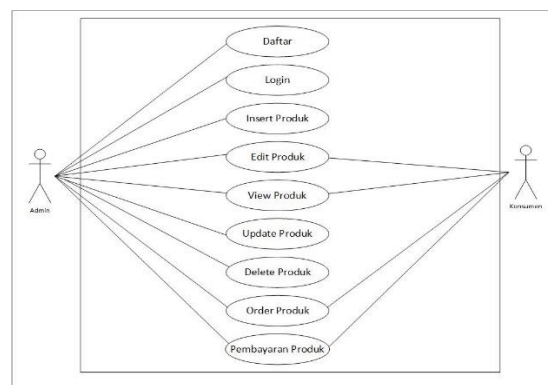 Daftar
Login
Insert Produk
Edit Produk
View Produk
Update Produk
Delete Produk
Order Produk
Pembayaran Produk
Admin
Konsumen